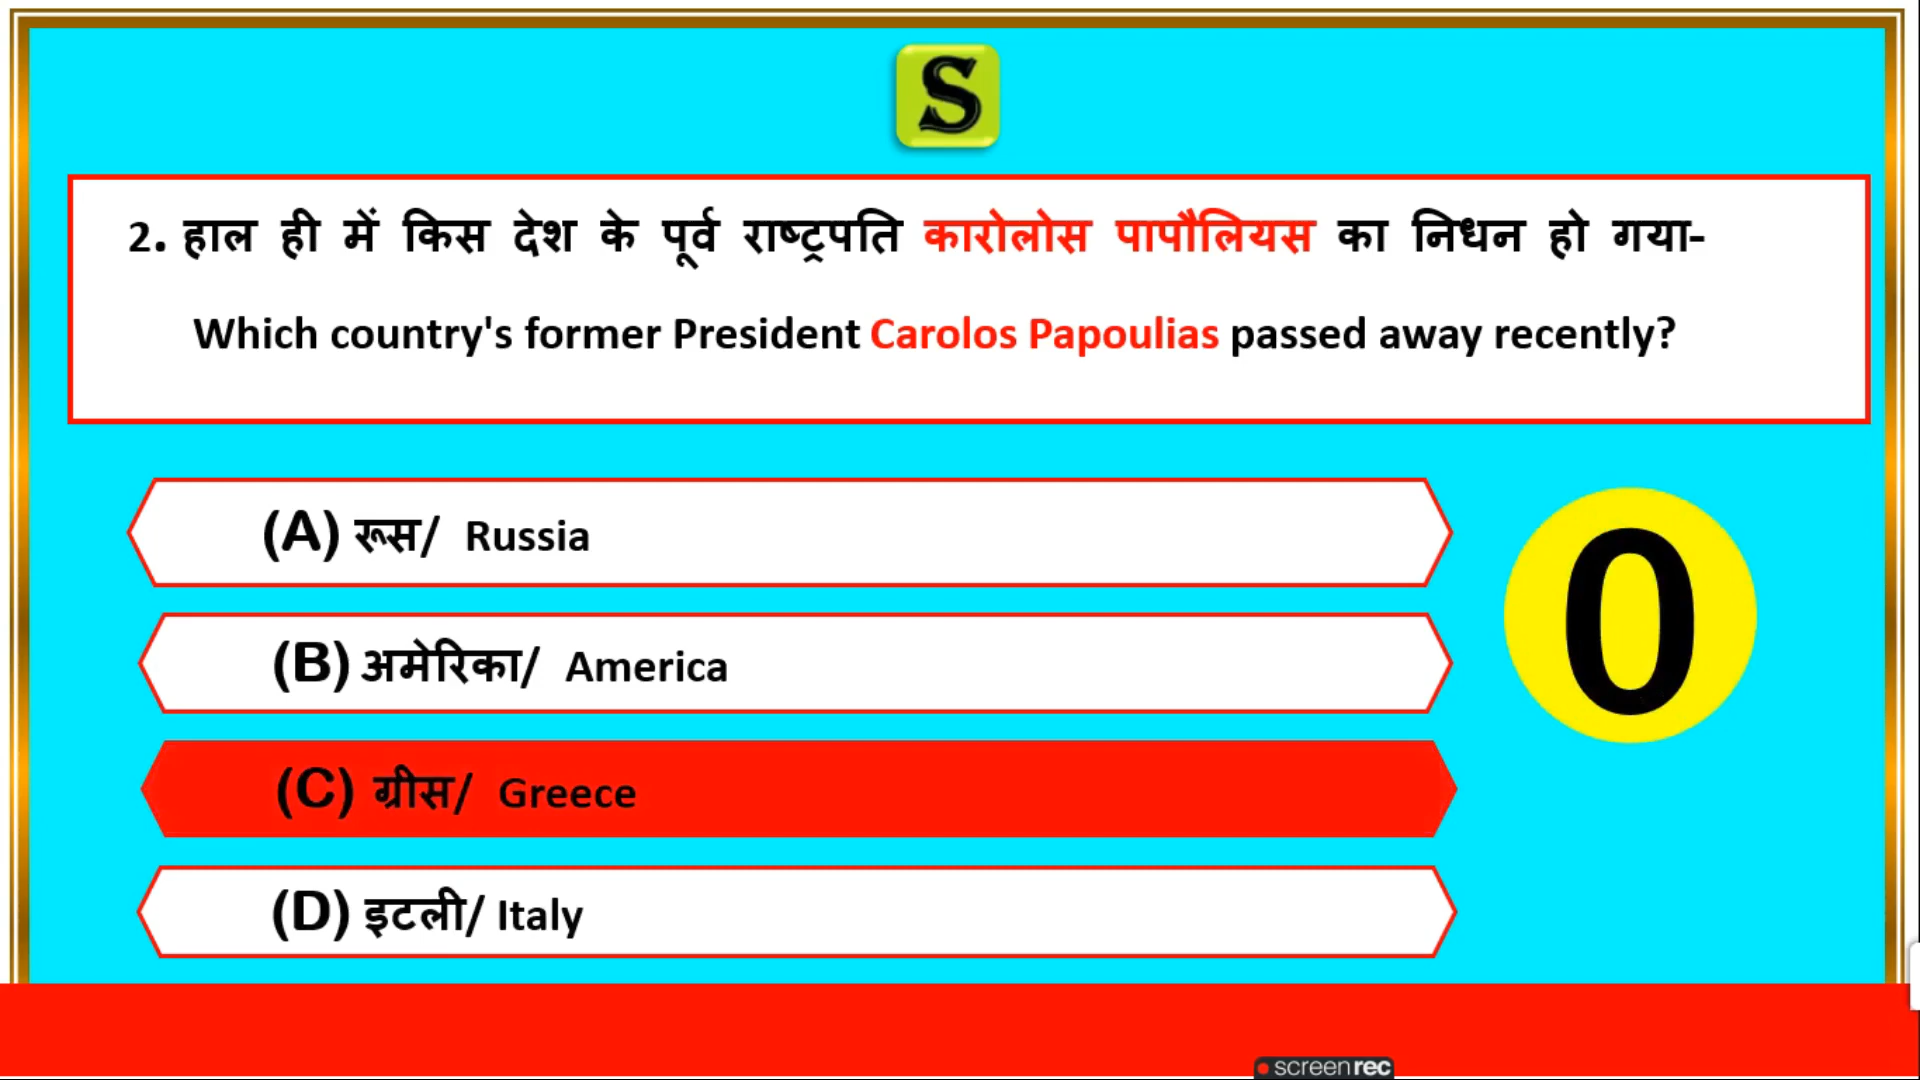 S
2. हाल ही में किस देश के पूर्व राष्ट्रपति कारोलोस पापौलियस का निधन हो गया-
Which country's former President Carolos Papoulias passed away recently?
(A) रूस/ Russia
(B) अमेरिका/ America
(C) ग्रीस/ Greece
(D) इटली/ Italy
0
screenrec